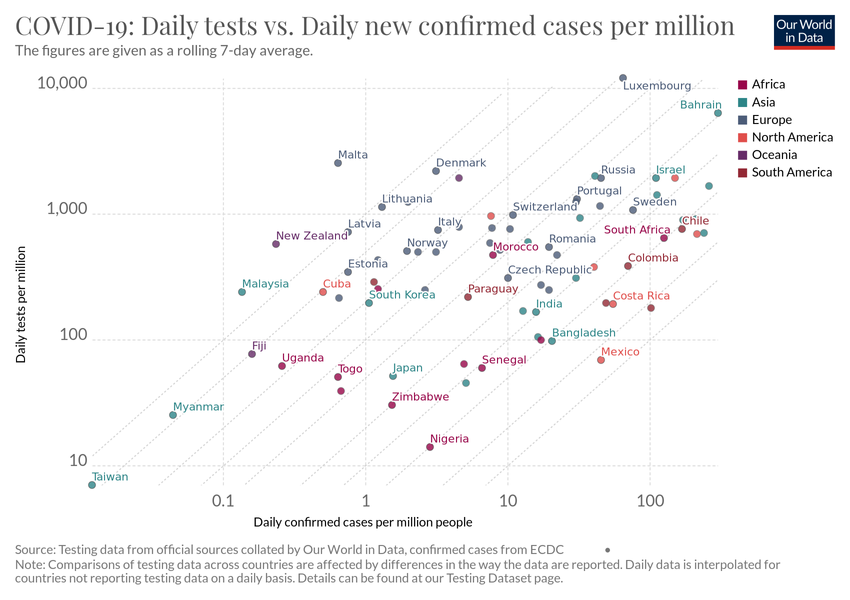 COVID-19: Daily tests vs. Daily new confirmed cases per million
The figures are given as a rolling 7-day average.
Our World
in Data
10,000
1,000
100
10
Daily tests per million
0.1
1
10
100
Daily confirmed cases per million people
Africa
Asia
Europe
North America
Oceania
South America
Luxembourg
Bahrain
Malta
Denmark
Russia
Israel
Lithuania
Portugal
Switzerland
Sweden
Latvia
Italy
Chile
New Zealand
South Africa
Norway
Morocco
Romania
Estonia
Czech Republic
Colombia
Malaysia
Cuba
South Korea
Paraguay
Costa Rica
India
Bangladesh
Fiji
Uganda
Senegal
Mexico
Togo
Japan
Zimbabwe
Myanmar
Nigeria
Taiwan
Source: Testing data from official sources collated by Our World in Data, confirmed cases from ECDC
Note: Comparisons of testing data across countries are affected by differences in the way the data are reported. Daily data is interpolated for
countries not reporting testing data on a daily basis. Details can be found at our Testing Dataset page.